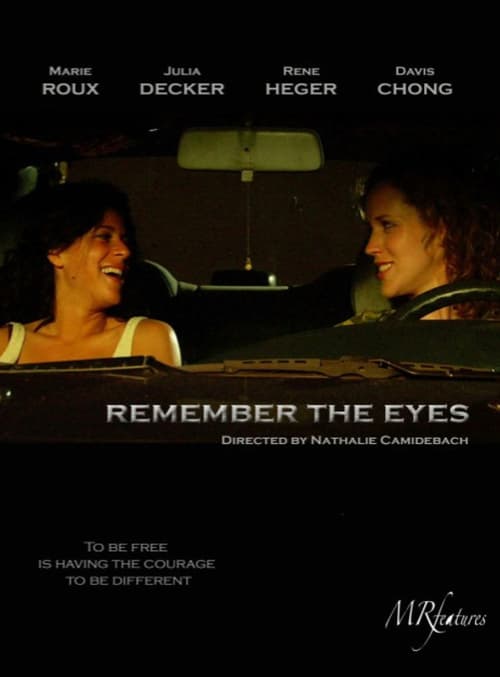 MARIE ROUX
JULIA DECKER
RENE HEGER
DAVIS CHONG
REMEMBER THE EYES
DIRECTED BY NATHALIE CAMIDEBACH
TO BE FREE
IS HAVING THE COURAGE
TO BE DIFFERENT
MRfeatures